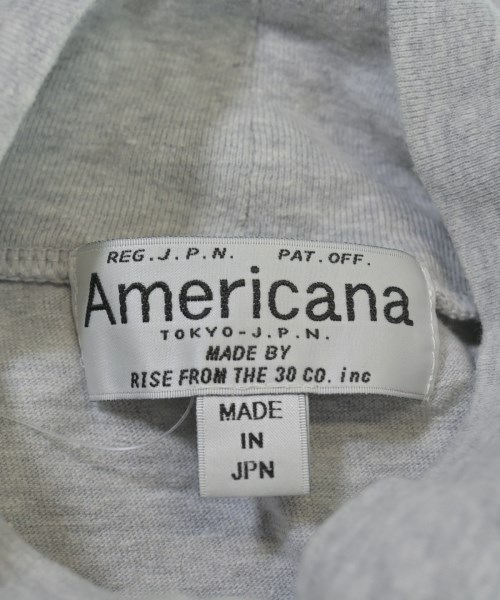 REG.J.P.N. PAT.OFF.
Americana
TOKYO-J.P.N.
MADE BY
RISE FROM THE 30 CO. inc
MADE
IN
JPN